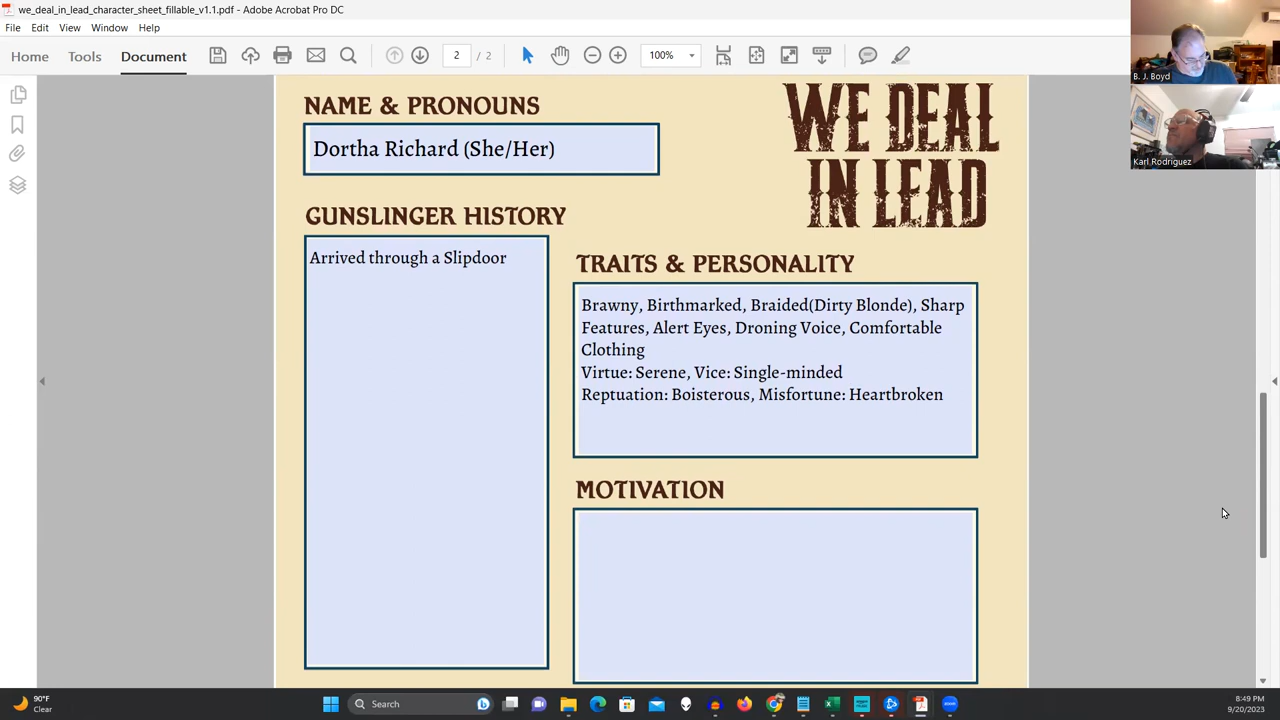 we_deal_in_lead_character_sheet_fillable_v1.1.pdf - Adobe Acrobat Pro DC
File Edit View Window Help
Home Tools Document
2 / 2
100%
B. J. Boyd
Karl Rodriguez
NAME & PRONOUNS
Dortha Richard (She/Her)
WE DEAL
IN LEAD
GUNSLINGER HISTORY
Arrived through a Slipdoor
TRAITS & PERSONALITY
Brawny, Birthmarked, Braided(Dirty Blonde), Sharp
Features, Alert Eyes, Droning Voice, Comfortable
Clothing
Virtue: Serene, Vice: Single-minded
Reptuation: Boisterous, Misfortune: Heartbroken
MOTIVATION
90°F
Clear
Search
8:49 PM
9/20/2023